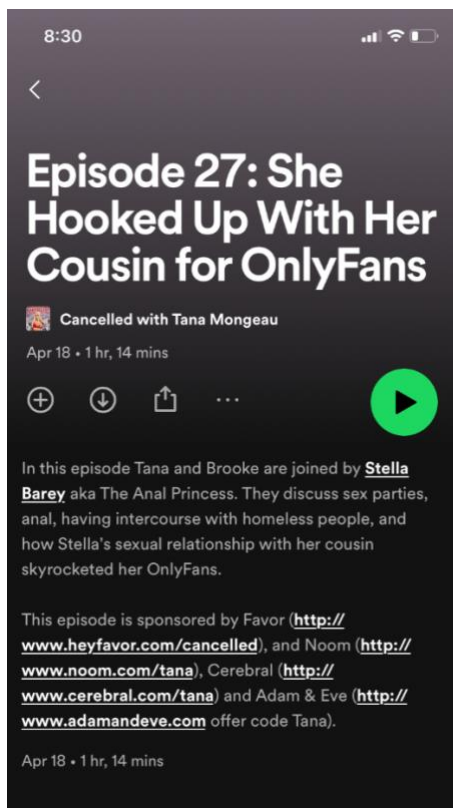 8:30
Episode 27: She
Hooked Up With Her
Cousin for OnlyFans
Cancelled with Tana Mongeau
Apr 18 • 1 hr, 14 mins
In this episode Tana and Brooke are joined by Stella
Barey aka The Anal Princess. They discuss sex parties,
anal, having intercourse with homeless people, and
how Stella's sexual relationship with her cousin
skyrocketed her OnlyFans.
This episode is sponsored by Favor (http://
www.heyfavor.com/cancelled), and Noom (http://
www.noom.com/tana), Cerebral (http://
www.cerebral.com/tana) and Adam & Eve (http://
www.adamandeve.com offer code Tana).
Apr 18 • 1 hr, 14 mins